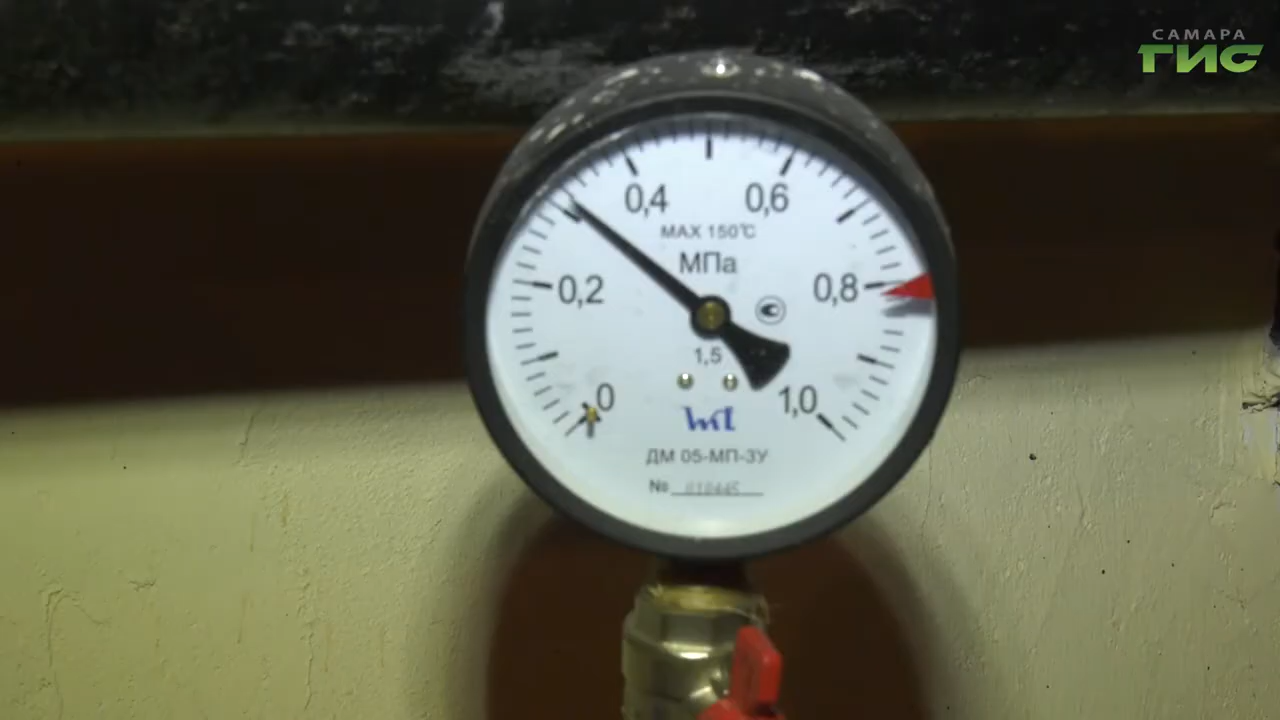 САМАРА
ГИС
0,4 0,6
MAX 150°C
МПа
0,2 0,8
1,5
0 1,0
ДМ 05-МП-3У
№